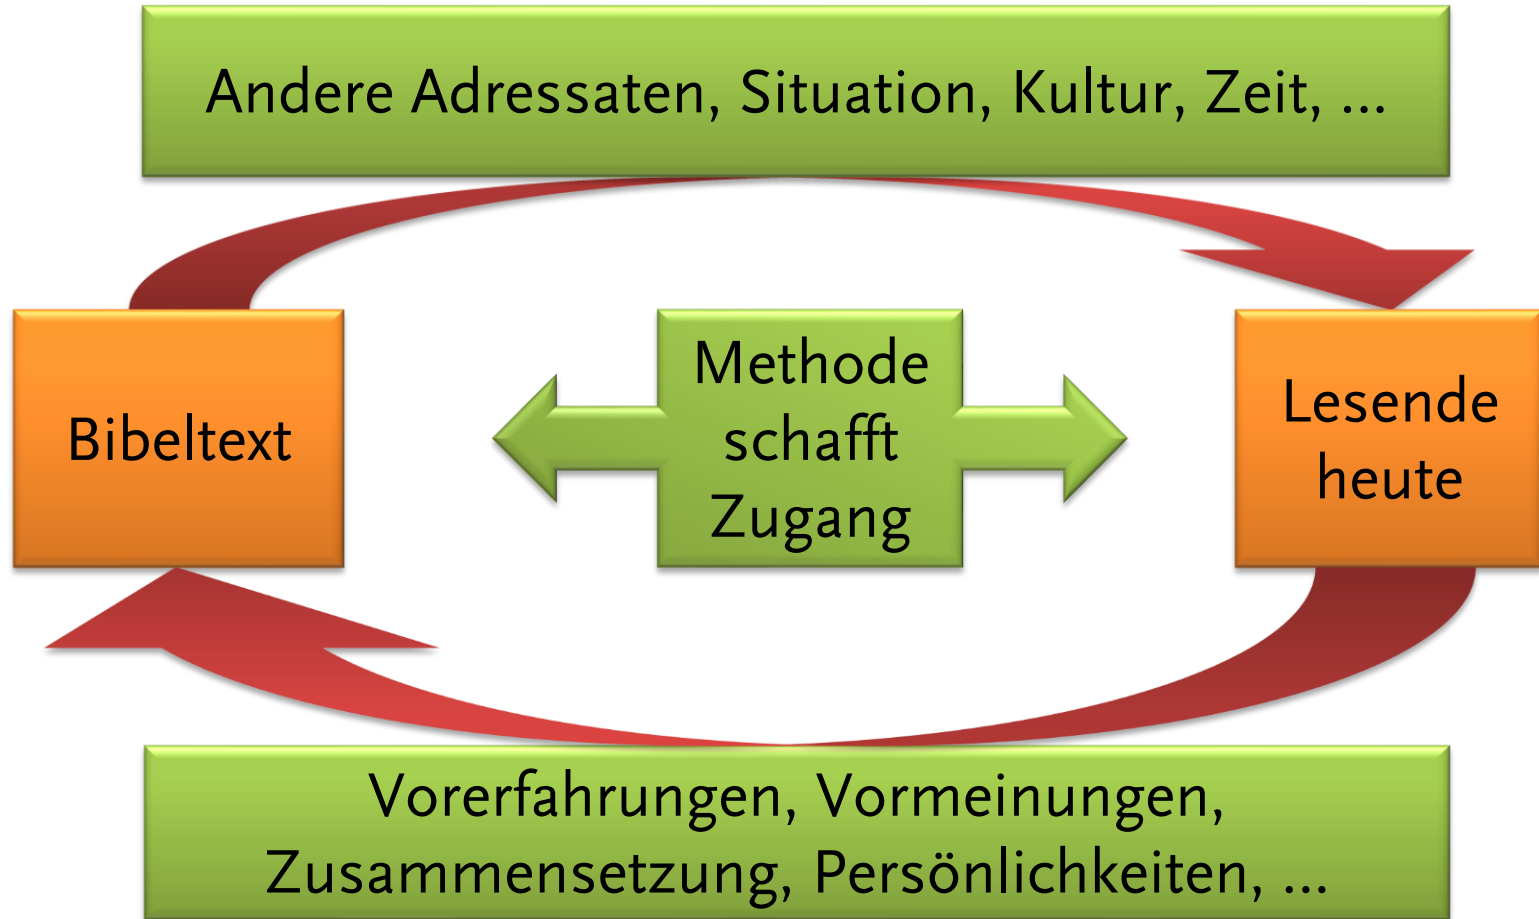 Andere Adressaten, Situation, Kultur, Zeit, ...
Bibeltext
Methode
schafft
Zugang
Lesende
heute
Vorerfahrungen, Vormeinungen,
Zusammensetzung, Persönlichkeiten, ...